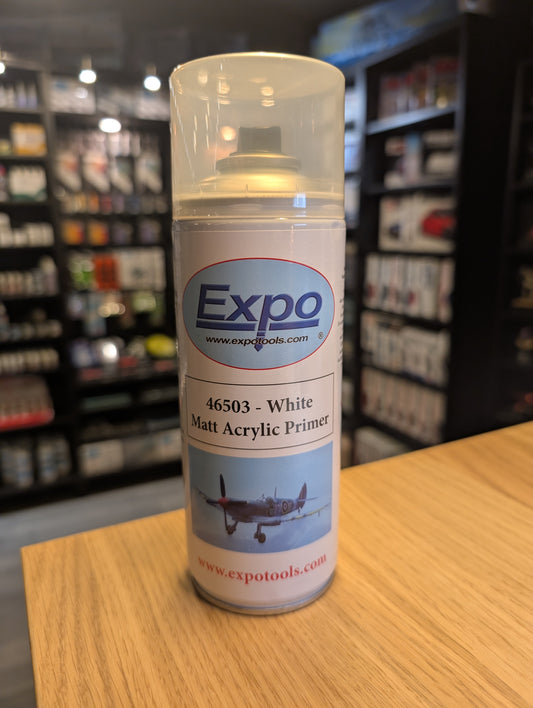 Expo
www.expotools.com
®
46503 - White
Matt Acrylic Primer
www.expotools.com